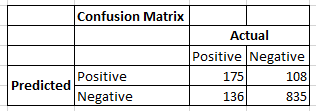 Confusion Matrix
Actual
Positive Negative
Predicted Positive 175 108
Negative 136 835